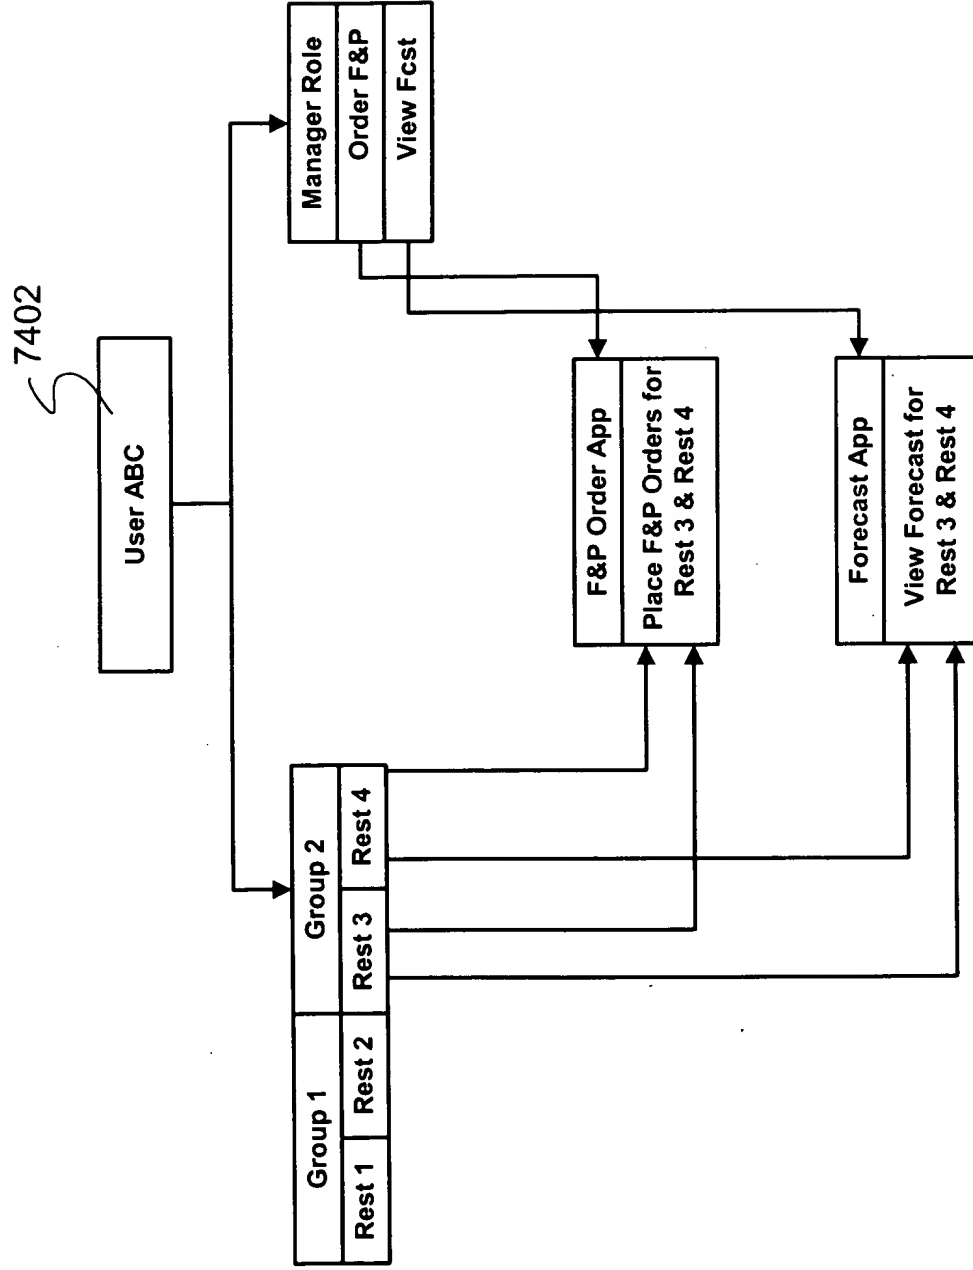 7402
User ABC
Group 1
Group 2
Rest 1
Rest 2
Rest 3
Rest 4
Manager Role
Order F&P
View Fcst
F&P Order App
Place F&P Orders for
Rest 3 & Rest 4
Forecast App
View Forecast for
Rest 3 & Rest 4